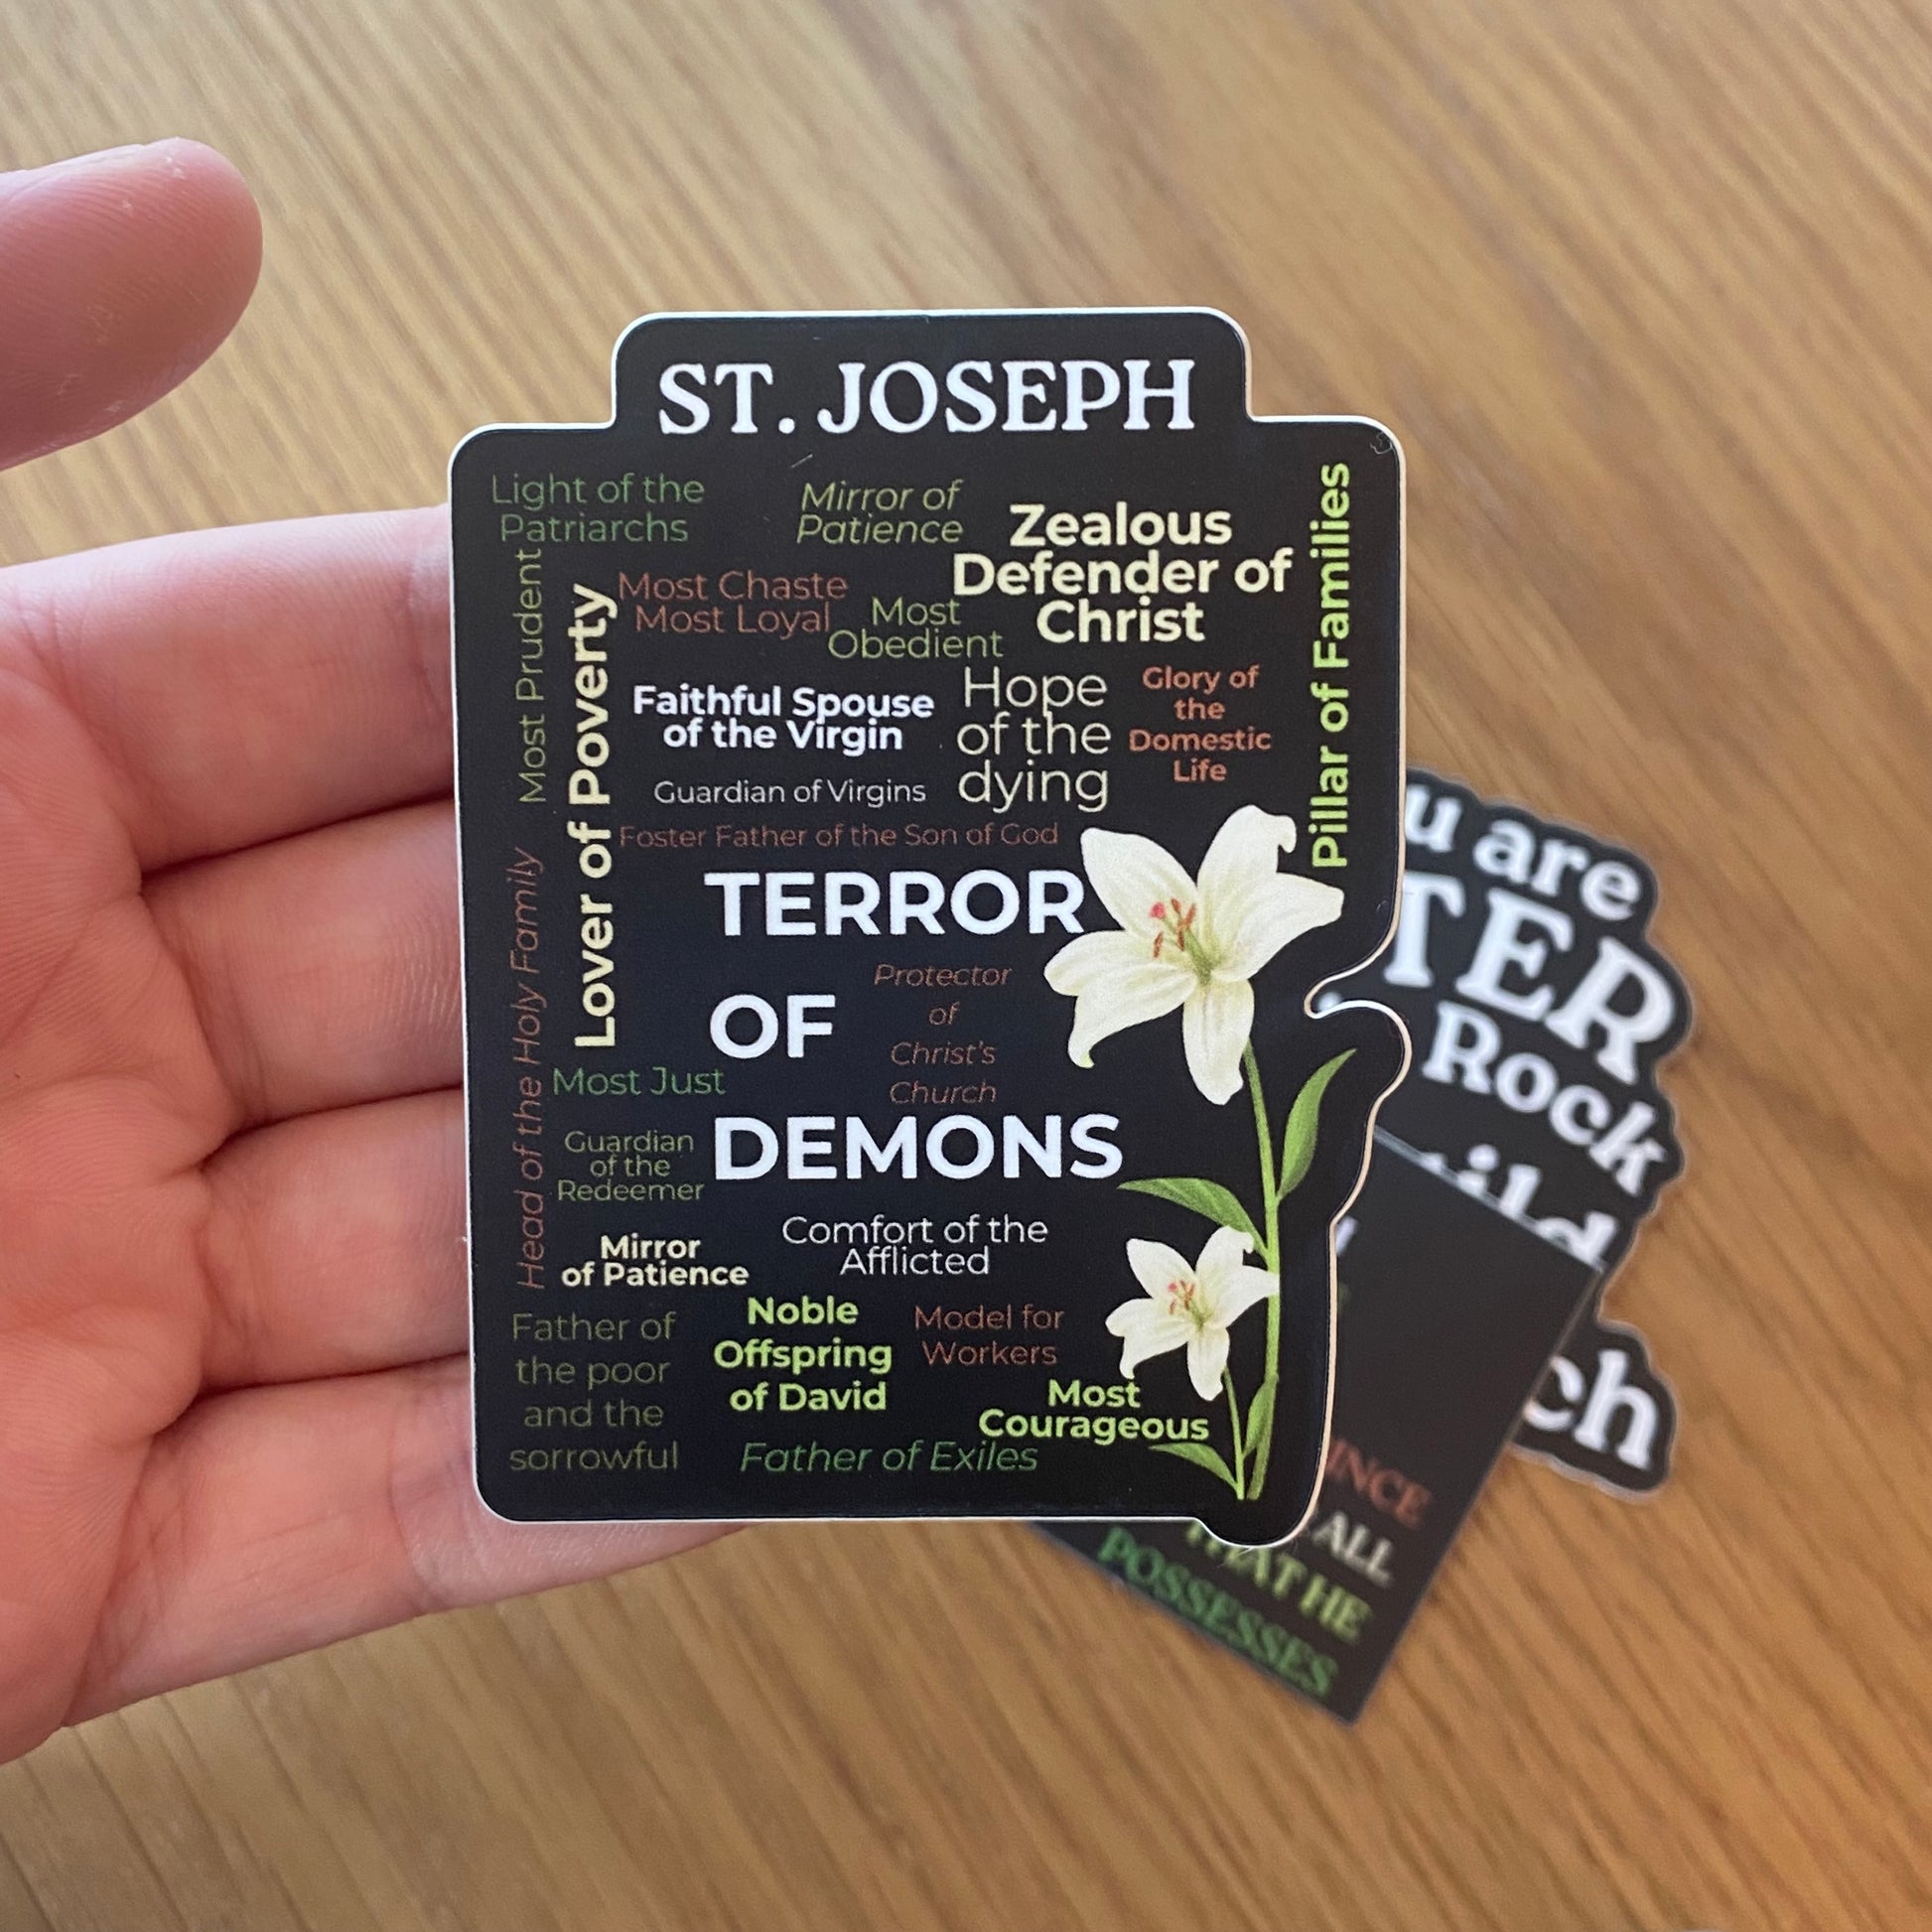 ST. JOSEPH
Light of the
Patriarchs
Mirror of
Patience
Zealous
Defender of
Christ
Pillar of Families
Most Prudent
Lover of Poverty
Most Chaste
Most Loyal
Most
Obedient
Faithful Spouse
of the Virgin
Hope
of the
dying
Glory of
the
Domestic
Life
Guardian of Virgins
Foster Father of the Son of God
Head of the Holy Family
TERROR
OF
DEMONS
Protector
of
Christ's
Church
Most Just
Guardian
of the
Redeemer
Mirror
of Patience
Comfort of the
Afflicted
Father of
the poor
and the
sorrowful
Noble
Offspring
of David
Model for
Workers
Most
Courageous
Father of Exiles
are
Rock
ALL
THAT HE
POSSESSES